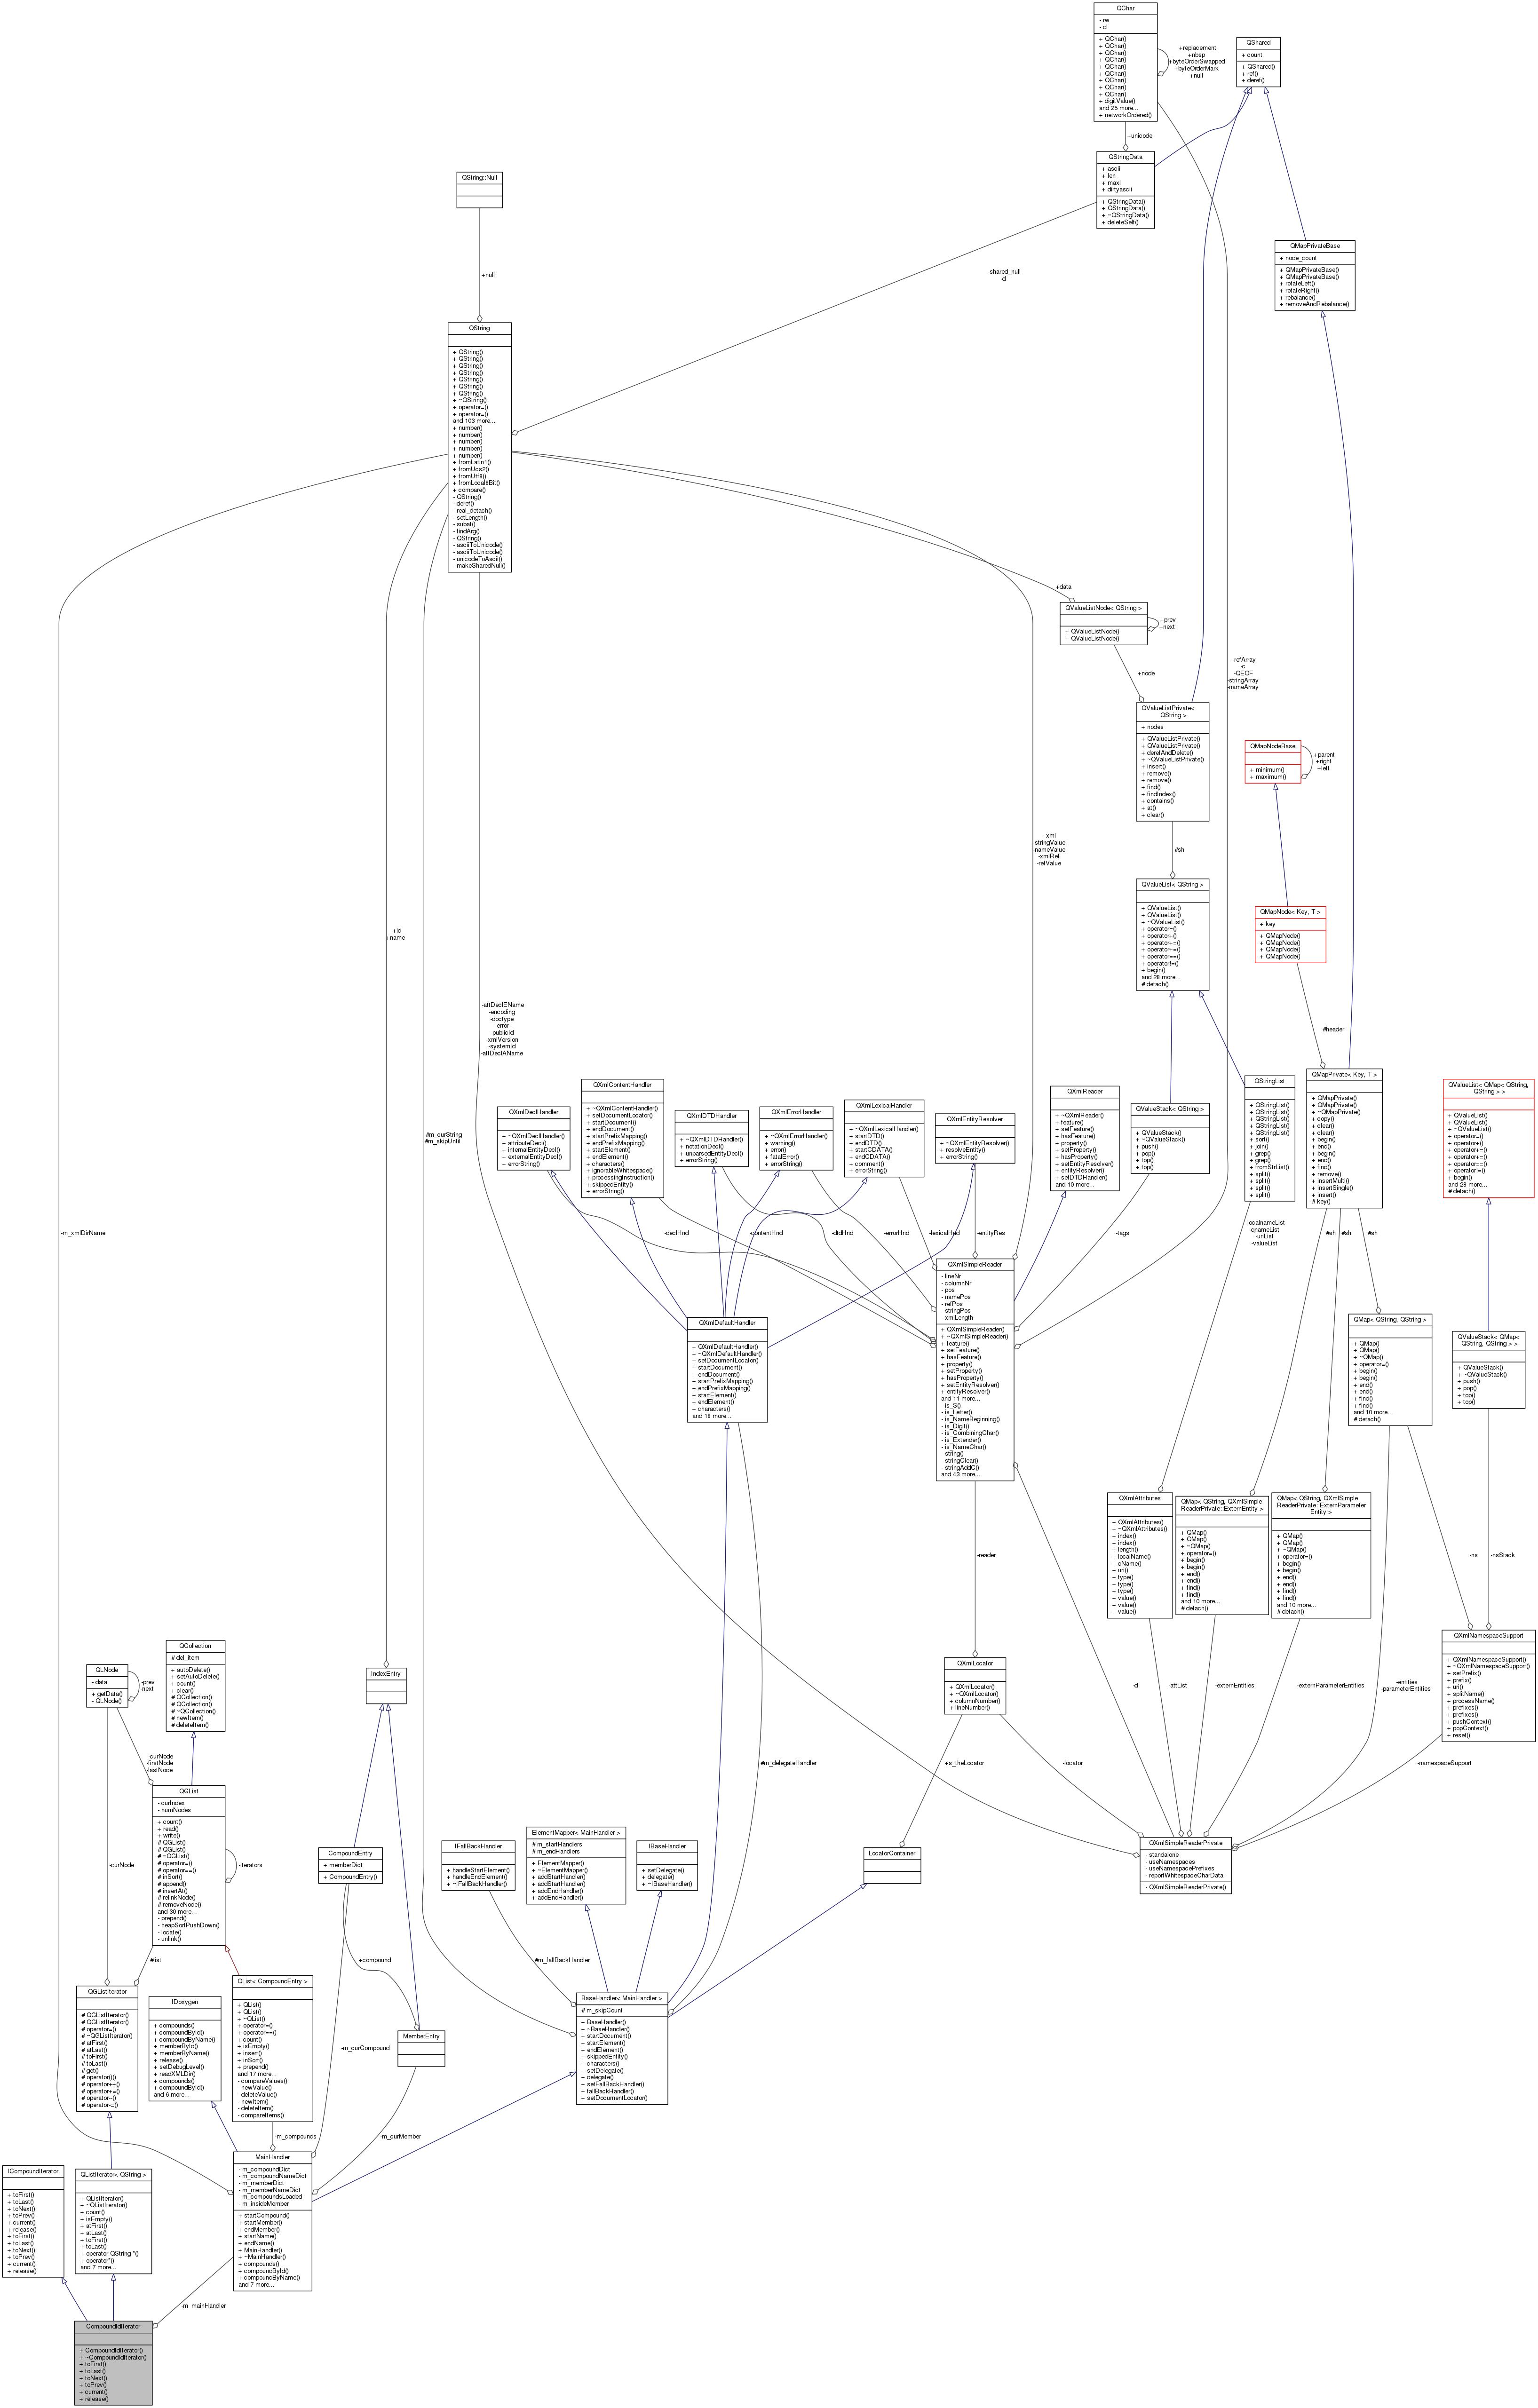 QChar
- rw
- cl
+ QChar()
+ QChar()
+ QChar()
+ QChar()
+ QChar()
+ QChar()
+ QChar()
+ QChar()
+ QChar()
+ digitValue()
and 25 more...
+ networkOrdered()
+replacement
+nbsp
+byteOrderSwapped
+byteOrderMark
+null
QShared
+ count
+ QShared()
+ ref()
+ deref()
+unicode
QStringData
+ ascii
+ len
+ maxl
+ dirtyascii
+ QStringData()
+ QStringData()
+ ~QStringData()
+ deleteSelf()
QString::Null
+null
-shared_null
-d
QMapPrivateBase
+ node_count
+ QMapPrivateBase()
+ QMapPrivateBase()
+ rotateLeft()
+ rotateRight()
+ rebalance()
+ removeAndRebalance()
QString
+ QString()
+ QString()
+ QString()
+ QString()
+ QString()
+ QString()
+ QString()
+ ~QString()
+ operator=()
+ operator=()
and 103 more...
+ number()
+ number()
+ number()
+ number()
+ number()
+ fromLatin1()
+ fromUcs2()
+ fromUtf8()
+ fromLocal8Bit()
+ compare()
- QString()
- deref()
- real_detach()
- setLength()
- subat()
- findArg()
- QString()
- asciiToUnicode()
- asciiToUnicode()
- unicodeToAscii()
- makeSharedNull()
+data
QValueListNode< QString >
+ QValueListNode()
+ QValueListNode()
+prev
+next
+node
-refArray
-c
-QEOF
-stringArray
-nameArray
QValueListPrivate<
QString >
+ nodes
+ QValueListPrivate()
+ QValueListPrivate()
+ derefAndDelete()
+ ~QValueListPrivate()
+ insert()
+ remove()
+ remove()
+ find()
+ findIndex()
+ contains()
+ at()
+ clear()
QMapNodeBase
+ minimum()
+ maximum()
+parent
+right
+left
-xml
-stringValue
-nameValue
-xmlRef
-refValue
#sh
QValueList< QString >
+ QValueList()
+ QValueList()
+ ~QValueList()
+ operator=()
+ operator+()
+ operator+=()
+ operator+=()
+ operator==()
+ operator!=()
+ begin()
and 28 more...
# detach()
QMapNode< Key, T >
+ key
+ QMapNode()
+ QMapNode()
+ QMapNode()
+ QMapNode()
+id
+name
-attDeclEName
-encoding
-doctype
-error
-publicId
-xmlVersion
-systemId
-attDeclAName
#header
#m_curString
#m_skipUntil
QXmlDeclHandler
+ ~QXmlDeclHandler()
+ attributeDecl()
+ internalEntityDecl()
+ externalEntityDecl()
+ errorString()
QXmlContentHandler
+ ~QXmlContentHandler()
+ setDocumentLocator()
+ startDocument()
+ endDocument()
+ startPrefixMapping()
+ endPrefixMapping()
+ startElement()
+ endElement()
+ characters()
+ ignorableWhitespace()
+ processingInstruction()
+ skippedEntity()
+ errorString()
QXmlDTDHandler
+ ~QXmlDTDHandler()
+ notationDecl()
+ unparsedEntityDecl()
+ errorString()
QXmlErrorHandler
+ ~QXmlErrorHandler()
+ warning()
+ error()
+ fatalError()
+ errorString()
QXmlLexicalHandler
+ ~QXmlLexicalHandler()
+ startDTD()
+ endDTD()
+ startCDATA()
+ endCDATA()
+ comment()
+ errorString()
QXmlEntityResolver
+ ~QXmlEntityResolver()
+ resolveEntity()
+ errorString()
QXmlReader
+ ~QXmlReader()
+ feature()
+ setFeature()
+ hasFeature()
+ property()
+ setProperty()
+ hasProperty()
+ setEntityResolver()
+ entityResolver()
+ setDTDHandler()
and 10 more...
QValueStack< QString >
+ QValueStack()
+ ~QValueStack()
+ push()
+ pop()
+ top()
+ top()
QStringList
+ QStringList()
+ QStringList()
+ QStringList()
+ QStringList()
+ QStringList()
+ sort()
+ join()
+ grep()
+ grep()
+ fromStrList()
+ split()
+ split()
+ split()
+ split()
QMapPrivate< Key, T >
+ QMapPrivate()
+ QMapPrivate()
+ ~QMapPrivate()
+ copy()
+ clear()
+ clear()
+ begin()
+ end()
+ begin()
+ end()
+ find()
+ remove()
+ insertMulti()
+ insertSingle()
+ insert()
# key()
QValueList< QMap< QString,
QString > >
+ QValueList()
+ QValueList()
+ ~QValueList()
+ operator=()
+ operator+()
+ operator+=()
+ operator+=()
+ operator==()
+ operator!=()
+ begin()
and 28 more...
# detach()
-m_xmlDirName
-declHnd
-contentHnd
-dtdHnd
-errorHnd
-lexicalHnd
-entityRes
-tags
-localnameList
-qnameList
-uriList
-valueList
#sh
#sh
#sh
QXmlSimpleReader
- lineNr
- columnNr
- pos
- namePos
- refPos
- stringPos
- xmlLength
+ QXmlSimpleReader()
+ ~QXmlSimpleReader()
+ feature()
+ setFeature()
+ hasFeature()
+ property()
+ setProperty()
+ hasProperty()
+ setEntityResolver()
+ entityResolver()
and 11 more...
- is_S()
- is_Letter()
- is_NameBeginning()
- is_Digit()
- is_CombiningChar()
- is_Extender()
- is_NameChar()
- string()
- stringClear()
- stringAddC()
and 43 more...
QXmlDefaultHandler
+ QXmlDefaultHandler()
+ ~QXmlDefaultHandler()
+ setDocumentLocator()
+ startDocument()
+ endDocument()
+ startPrefixMapping()
+ endPrefixMapping()
+ startElement()
+ endElement()
+ characters()
and 18 more...
QMap< QString, QString >
+ QMap()
+ QMap()
+ ~QMap()
+ operator=()
+ begin()
+ begin()
+ end()
+ end()
+ find()
+ find()
and 10 more...
# detach()
QValueStack< QMap<
QString, QString > >
+ QValueStack()
+ ~QValueStack()
+ push()
+ pop()
+ top()
+ top()
QXmlAttributes
+ QXmlAttributes()
+ ~QXmlAttributes()
+ index()
+ index()
+ length()
+ localName()
+ qName()
+ uri()
+ type()
+ type()
+ type()
+ value()
+ value()
+ value()
QMap< QString, QXmlSimple
ReaderPrivate::ExternEntity >
+ QMap()
+ QMap()
+ ~QMap()
+ operator=()
+ begin()
+ begin()
+ end()
+ end()
+ find()
+ find()
and 10 more...
# detach()
QMap< QString, QXmlSimple
ReaderPrivate::ExternParameter
Entity >
+ QMap()
+ QMap()
+ ~QMap()
+ operator=()
+ begin()
+ begin()
+ end()
+ end()
+ find()
+ find()
and 10 more...
# detach()
-reader
-ns
-nsStack
QXmlNamespaceSupport
+ QXmlNamespaceSupport()
+ ~QXmlNamespaceSupport()
+ setPrefix()
+ prefix()
+ uri()
+ splitName()
+ processName()
+ prefixes()
+ prefixes()
+ pushContext()
+ popContext()
+ reset()
QCollection
# del_item
+ autoDelete()
+ setAutoDelete()
+ count()
+ clear()
# QCollection()
# QCollection()
# ~QCollection()
# newItem()
# deleteItem()
QLNode
- data
+ getData()
- QLNode()
-prev
-next
IndexEntry
QXmlLocator
+ QXmlLocator()
+ ~QXmlLocator()
+ columnNumber()
+ lineNumber()
-d
-attList
-externEntities
-externParameterEntities
-entities
-parameterEntities
-curNode
-firstNode
-lastNode
#m_delegateHandler
+s_theLocator
-locator
-namespaceSupport
QGList
- curIndex
- numNodes
+ count()
+ read()
+ write()
# QGList()
# QGList()
# ~QGList()
# operator=()
# operator==()
# inSort()
# append()
# insertAt()
# relinkNode()
# removeNode()
and 30 more...
- prepend()
- heapSortPushDown()
- locate()
- unlink()
-iterators
-curNode
CompoundEntry
+ memberDict
+ CompoundEntry()
IFallBackHandler
+ handleStartElement()
+ handleEndElement()
+ ~IFallBackHandler()
ElementMapper< MainHandler >
# m_startHandlers
# m_endHandlers
+ ElementMapper()
+ ~ElementMapper()
+ addStartHandler()
+ addStartHandler()
+ addEndHandler()
+ addEndHandler()
IBaseHandler
+ setDelegate()
+ delegate()
+ ~IBaseHandler()
LocatorContainer
QXmlSimpleReaderPrivate
- standalone
- useNamespaces
- useNamespacePrefixes
- reportWhitespaceCharData
- QXmlSimpleReaderPrivate()
#list
+compound
#m_fallBackHandler
QGListIterator
# QGListIterator()
# QGListIterator()
# operator=()
# ~QGListIterator()
# atFirst()
# atLast()
# toFirst()
# toLast()
# get()
# operator()()
# operator++()
# operator+=()
# operator--()
# operator-=()
IDoxygen
+ compounds()
+ compoundById()
+ compoundByName()
+ memberById()
+ memberByName()
+ release()
+ setDebugLevel()
+ readXMLDir()
+ compounds()
+ compoundById()
and 6 more...
QList< CompoundEntry >
+ QList()
+ QList()
+ ~QList()
+ operator=()
+ operator==()
+ count()
+ isEmpty()
+ insert()
+ inSort()
+ prepend()
and 17 more...
- compareValues()
- newValue()
- deleteValue()
- newItem()
- deleteItem()
- compareItems()
BaseHandler< MainHandler >
# m_skipCount
+ BaseHandler()
+ ~BaseHandler()
+ startDocument()
+ startElement()
+ endElement()
+ skippedEntity()
+ characters()
+ setDelegate()
+ delegate()
+ setFallBackHandler()
+ fallBackHandler()
+ setDocumentLocator()
MemberEntry
-m_curCompound
-m_compounds
-m_curMember
ICompoundIterator
+ toFirst()
+ toLast()
+ toNext()
+ toPrev()
+ current()
+ release()
+ toFirst()
+ toLast()
+ toNext()
+ toPrev()
+ current()
+ release()
QListIterator< QString >
+ QListIterator()
+ ~QListIterator()
+ count()
+ isEmpty()
+ atFirst()
+ atLast()
+ toFirst()
+ toLast()
+ operator QString *()
+ operator*()
and 7 more...
MainHandler
- m_compoundDict
- m_compoundNameDict
- m_memberDict
- m_memberNameDict
- m_compoundsLoaded
- m_insideMember
+ startCompound()
+ startMember()
+ endMember()
+ startName()
+ endName()
+ MainHandler()
+ ~MainHandler()
+ compounds()
+ compoundById()
+ compoundByName()
and 7 more...
-m_mainHandler
CompoundIdIterator
+ CompoundIdIterator()
+ ~CompoundIdIterator()
+ toFirst()
+ toLast()
+ toNext()
+ toPrev()
+ current()
+ release()